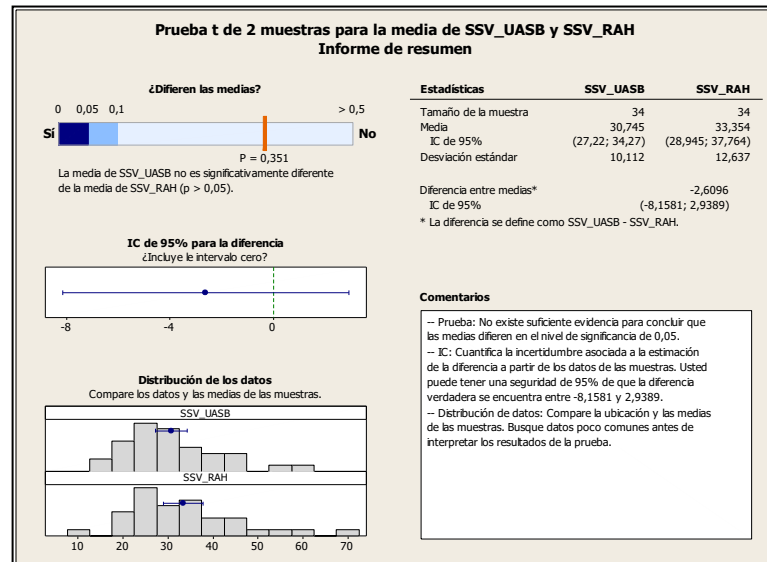 Prueba t de 2 muestras para la media de SSV_UASB y SSV_RAH
Informe de resumen
¿Difieren las medias?
0 0,05 0,1 > 0,5
Sí No
P = 0,351
La media de SSV_UASB no es significativamente diferente
de la media de SSV_RAH (p > 0,05).
IC de 95% para la diferencia
¿Incluye le intervalo cero?
-8 -4 0
Distribución de los datos
Compare los datos y las medias de las muestras.
SSV_UASB
SSV_RAH
10 20 30 40 50 60 70
Estadísticas SSV_UASB SSV_RAH
Tamaño de la muestra 34 34
Media 30,745 33,354
IC de 95% (27,22; 34,27) (28,945; 37,764)
Desviación estándar 10,112 12,637
Diferencia entre medias* -2,6096
IC de 95% (-8,1581; 2,9389)
* La diferencia se define como SSV_UASB - SSV_RAH.
Comentarios
-- Prueba: No existe suficiente evidencia para concluir que
las medias difieren en el nivel de significancia de 0,05.
-- IC: Cuantifica la incertidumbre asociada a la estimación
de la diferencia a partir de los datos de las muestras. Usted
puede tener una seguridad de 95% de que la diferencia
verdadera se encuentra entre -8,1581 y 2,9389.
-- Distribución de datos: Compare la ubicación y las medias
de las muestras. Busque datos poco comunes antes de
interpretar los resultados de la prueba.